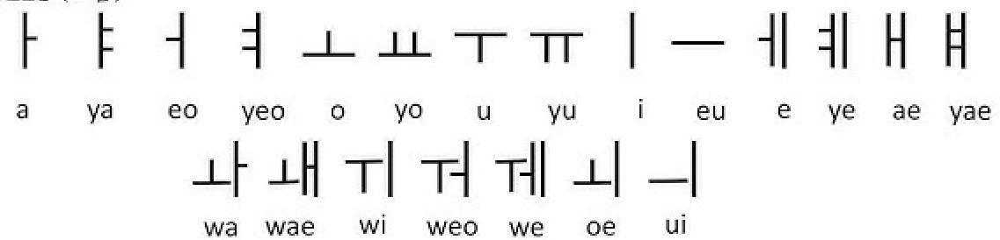 ㅏ ㅑ ㅓ ㅕ ㅗ ㅛ ㅜ ㅠ ㅣ ㅡ ㅔ ㅖ ㅐ ㅒ
a ya eo yeo o yo u yu i eu e ye ae yae
ㅘ ㅙ ㅟ ㅝ ㅞ ㅚ ㅢ
wa wae wi weo we oe ui